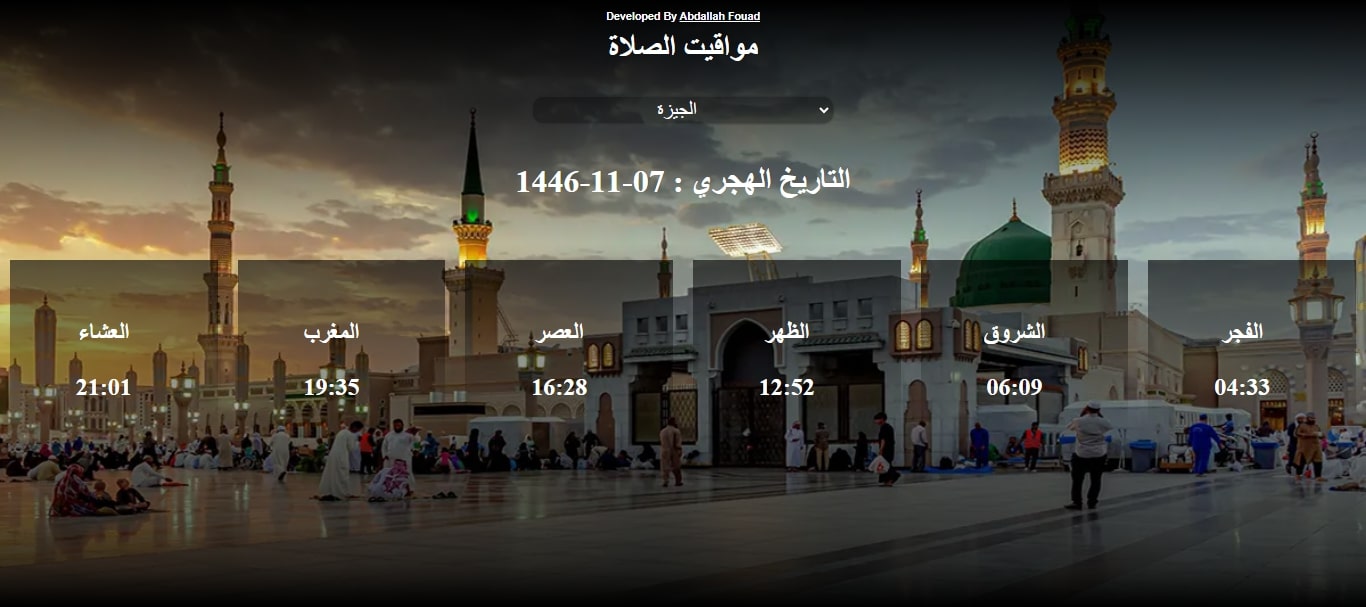 Developed By Abdallah Fouad
مواقيت الصلاة
الجيزة
التاريخ الهجري : 07-11-1446
الفجر
04:33
الشروق
06:09
الظهر
12:52
العصر
16:28
المغرب
19:35
العشاء
21:01